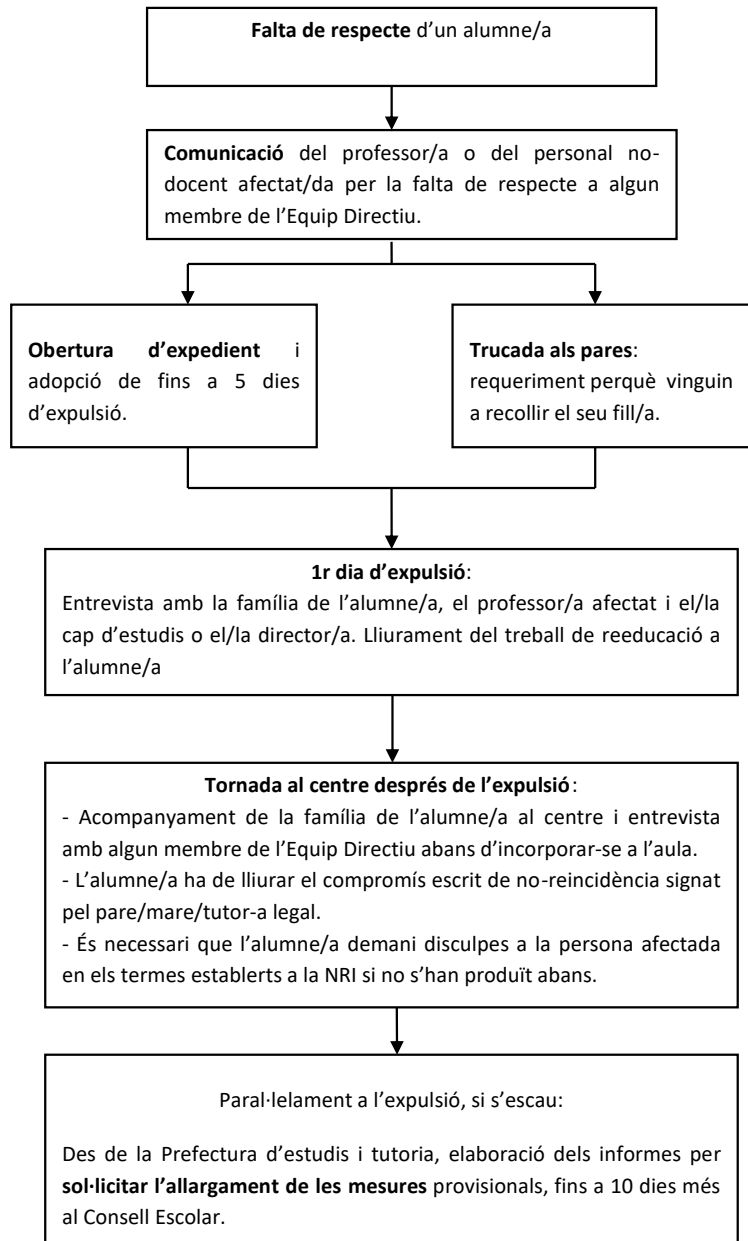 Falta de respecte d’un alumne/a
Comunicació del professor/a o del personal no-
docent afectat/da per la falta de respecte a algun
membre de l’Equip Directiu.
Obertura d’expedient i
adopció de fins a 5 dies
d’expulsió.
Trucada als pares:
requeriment perquè vinguin
a recollir el seu fill/a.
1r dia d’expulsió:
Entrevista amb la família de l’alumne/a, el professor/a afectat i el/la
cap d’estudis o el/la director/a. Lliurament del treball de reeducació a
l’alumne/a
Tornada al centre després de l’expulsió:
- Acompanyament de la família de l’alumne/a al centre i entrevista
amb algun membre de l’Equip Directiu abans d’incorporar-se a l’aula.
- L’alumne/a ha de lliurar el compromís escrit de no-reincidència signat
pel pare/mare/tutor-a legal.
- És necessari que l’alumne/a demani disculpes a la persona afectada
en els termes establerts a la NRI si no s’han produït abans.
Paral·lelament a l’expulsió, si s’escau:
Des de la Prefectura d’estudis i tutoria, elaboració dels informes per
sol·licitar l’allargament de les mesures provisionals, fins a 10 dies més
al Consell Escolar.